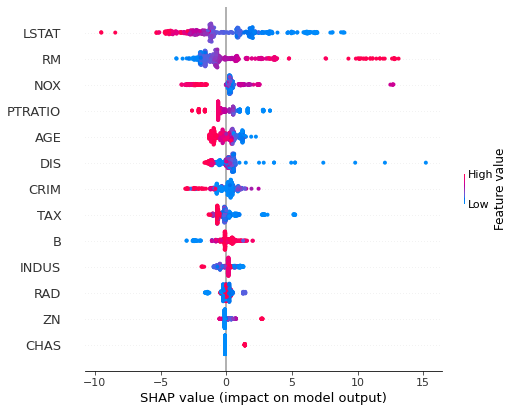 LSTAT
RM
NOX
PTRATIO
AGE
DIS
CRIM
TAX
B
INDUS
RAD
ZN
CHAS
−10 −5 0 5 10 15
SHAP value (impact on model output)
High
Low
Feature value